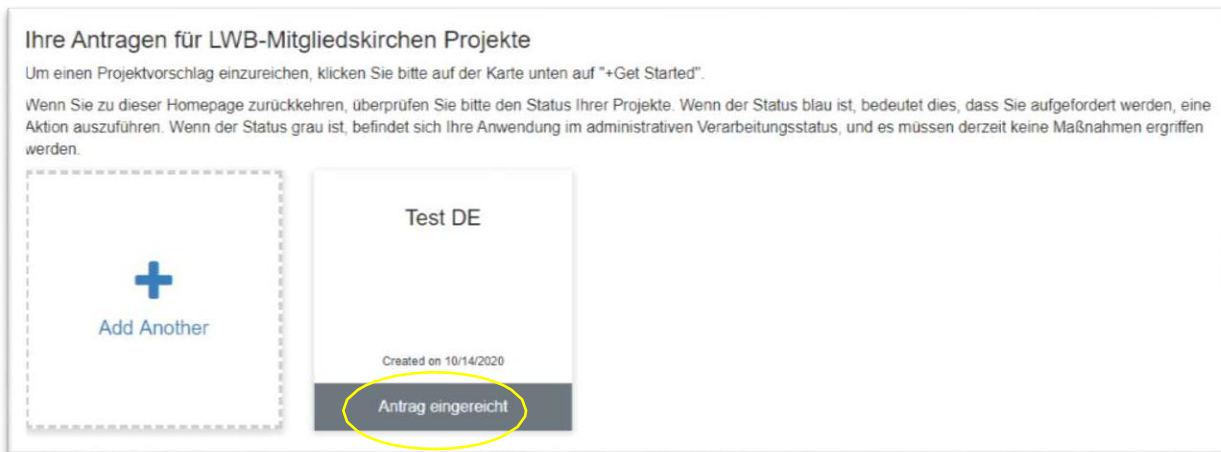 Ihre Antragen für LWB-Mitgliedskirchen Projekte
Um einen Projektvorschlag einzureichen, klicken Sie bitte auf der Karte unten auf "+Get Started".
Wenn Sie zu dieser Homepage zurückkehren, überprüfen Sie bitte den Status Ihrer Projekte. Wenn der Status blau ist, bedeutet dies, dass Sie aufgefordert werden, eine
Aktion auszuführen. Wenn der Status grau ist, befindet sich Ihre Anwendung im administrativen Verarbeitungsstatus, und es müssen derzeit keine Maßnahmen ergriffen
werden.
Add Another
Test DE
Created on 10/14/2020
Antrag eingereicht